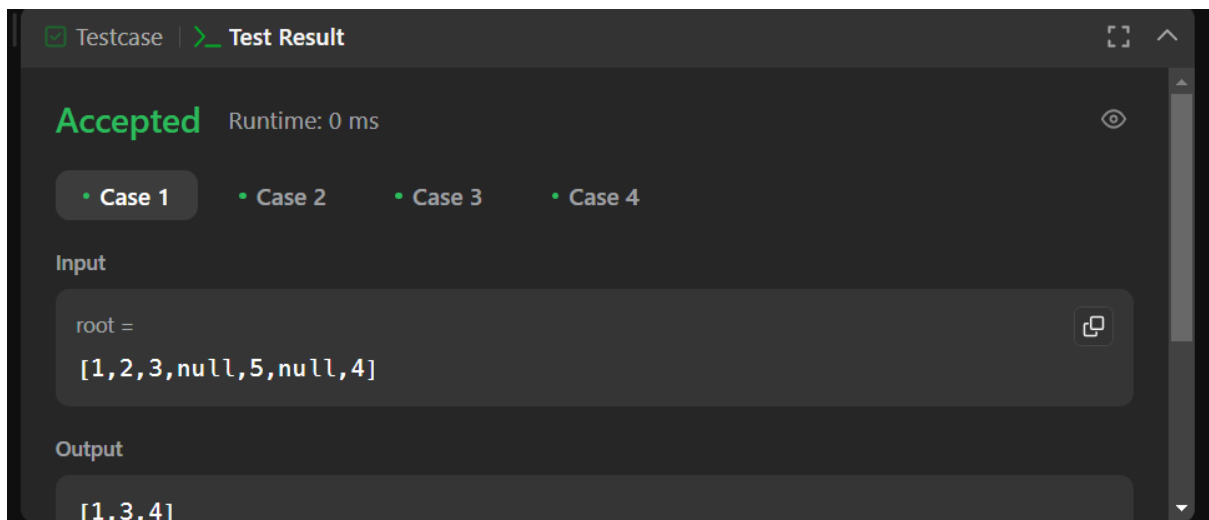 Testcase | >_ Test Result
Accepted Runtime: 0 ms
• Case 1 • Case 2 • Case 3 • Case 4
Input
root =
[1,2,3,null,5,null,4]
Output
[1,3,4]